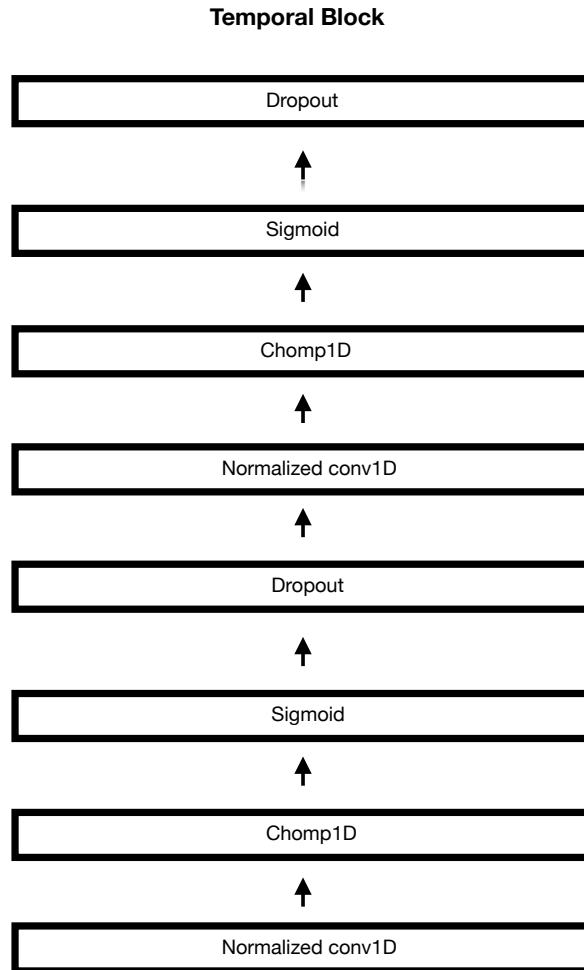 Temporal Block
Dropout
Sigmoid
Chomp1D
Normalized conv1D
Dropout
Sigmoid
Chomp1D
Normalized conv1D